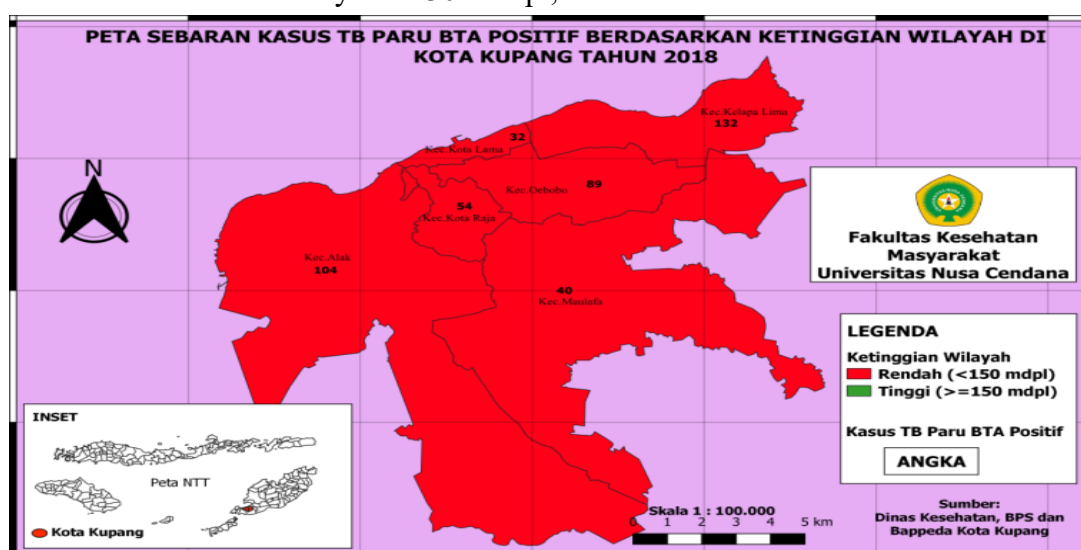 PETA SEBARAN KASUS TB PARU BTA POSITIF BERDASARKAN KETINGGIAN WILAYAH DI
KOTA KUPANG TAHUN 2018
Kec.Kelapa Lima
132
32
Kec.Kota Lama
Kec.Oebobo
89
54
Kec.Kota Raja
Kec.Alak
104
40
Kec.Maulafa
N
Fakultas Kesehatan
Masyarakat
Universitas Nusa Cendana
LEGENDA
Ketinggian Wilayah
Rendah (<150 mdpl)
Tinggi (>=150 mdpl)
Kasus TB Paru BTA Positif
ANGKA
Sumber:
Dinas Kesehatan, BPS dan
Bappeda Kota Kupang
INSET
Peta NTT
Kota Kupang
Skala 1 : 100.000
0 5 km